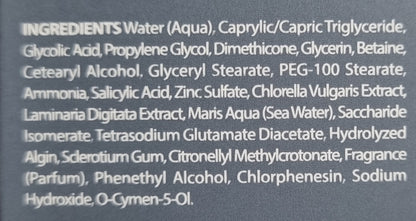 INGREDIENTS Water (Aqua), Caprylic/Capric Triglyceride,
Glycolic Acid, Propylene Glycol, Dimethicone, Glycerin, Betaine,
Cetearyl Alcohol, Glyceryl Stearate, PEG-100 Stearate,
Ammonia, Salicylic Acid, Zinc Sulfate, Chlorella Vulgaris Extract,
Laminaria Digitata Extract, Maris Aqua (Sea Water), Saccharide
Isomerate, Tetrasodium Glutamate Diacetate, Hydrolyzed
Algin, Sclerotium Gum, Citronellyl Methylcrotonate, Fragrance
(Parfum), Phenethyl Alcohol, Chlorphenesin, Sodium
Hydroxide, O-Cymen-5-Ol.